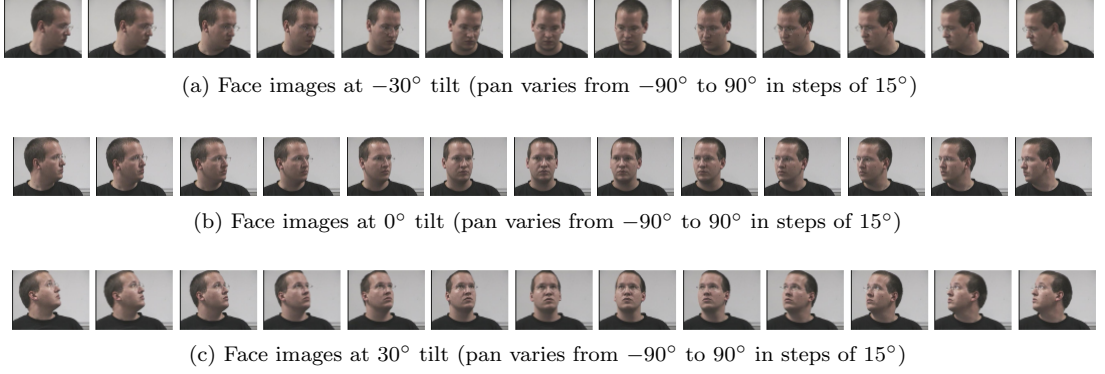 (a) Face images at −30° tilt (pan varies from −90° to 90° in steps of 15°)
(b) Face images at 0° tilt (pan varies from −90° to 90° in steps of 15°)
(c) Face images at 30° tilt (pan varies from −90° to 90° in steps of 15°)